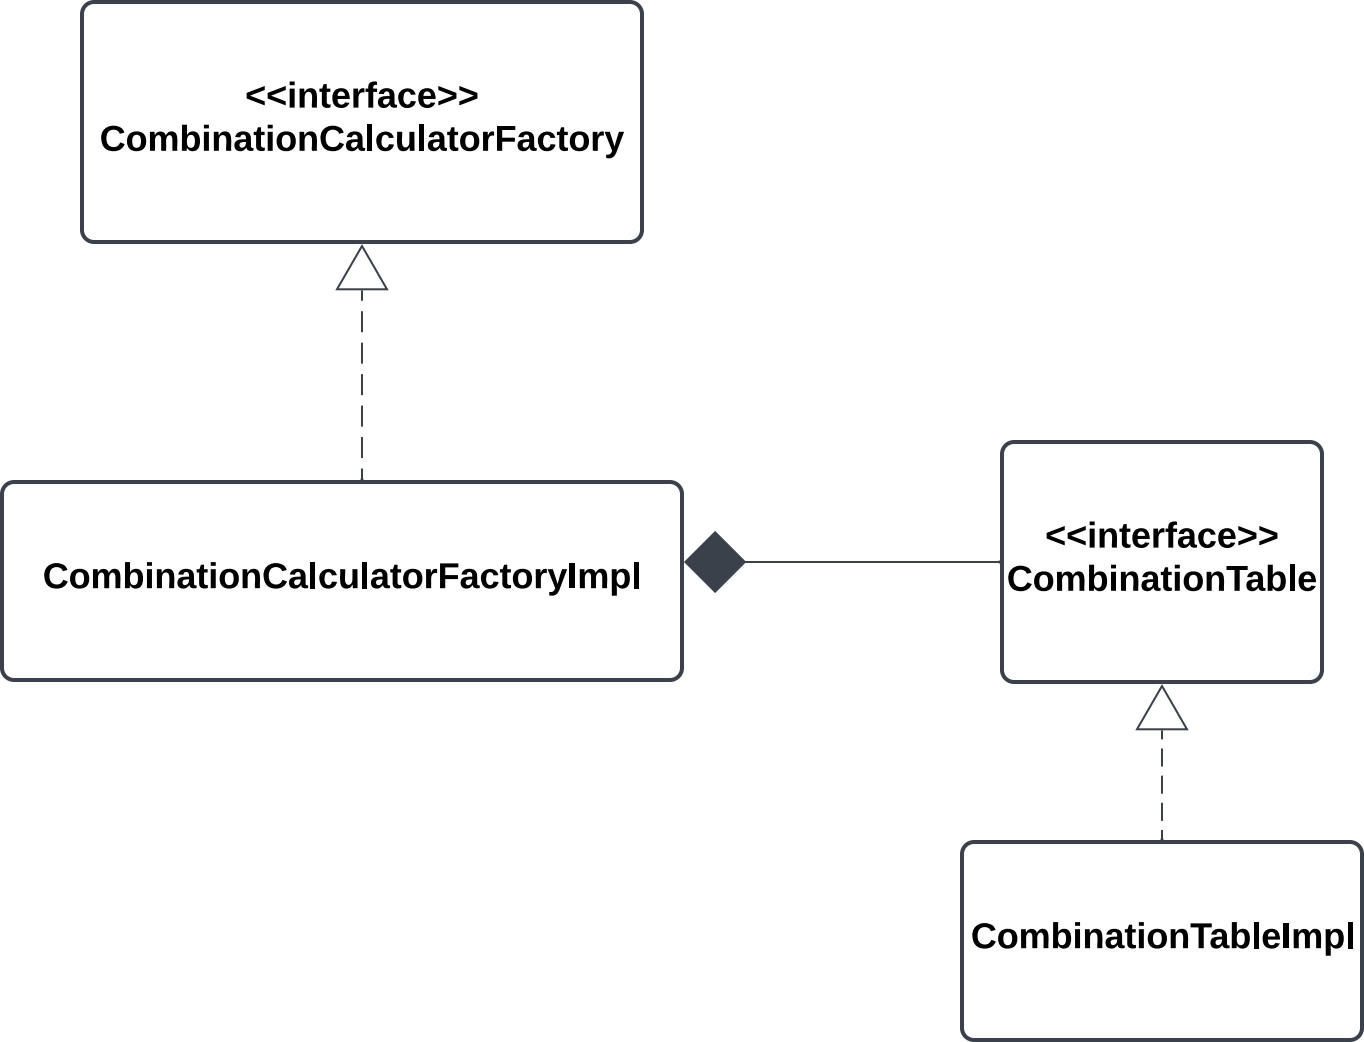 <<interface>>
CombinationCalculatorFactory
CombinationCalculatorFactoryImpl
<<interface>>
CombinationTable
CombinationTableImpl